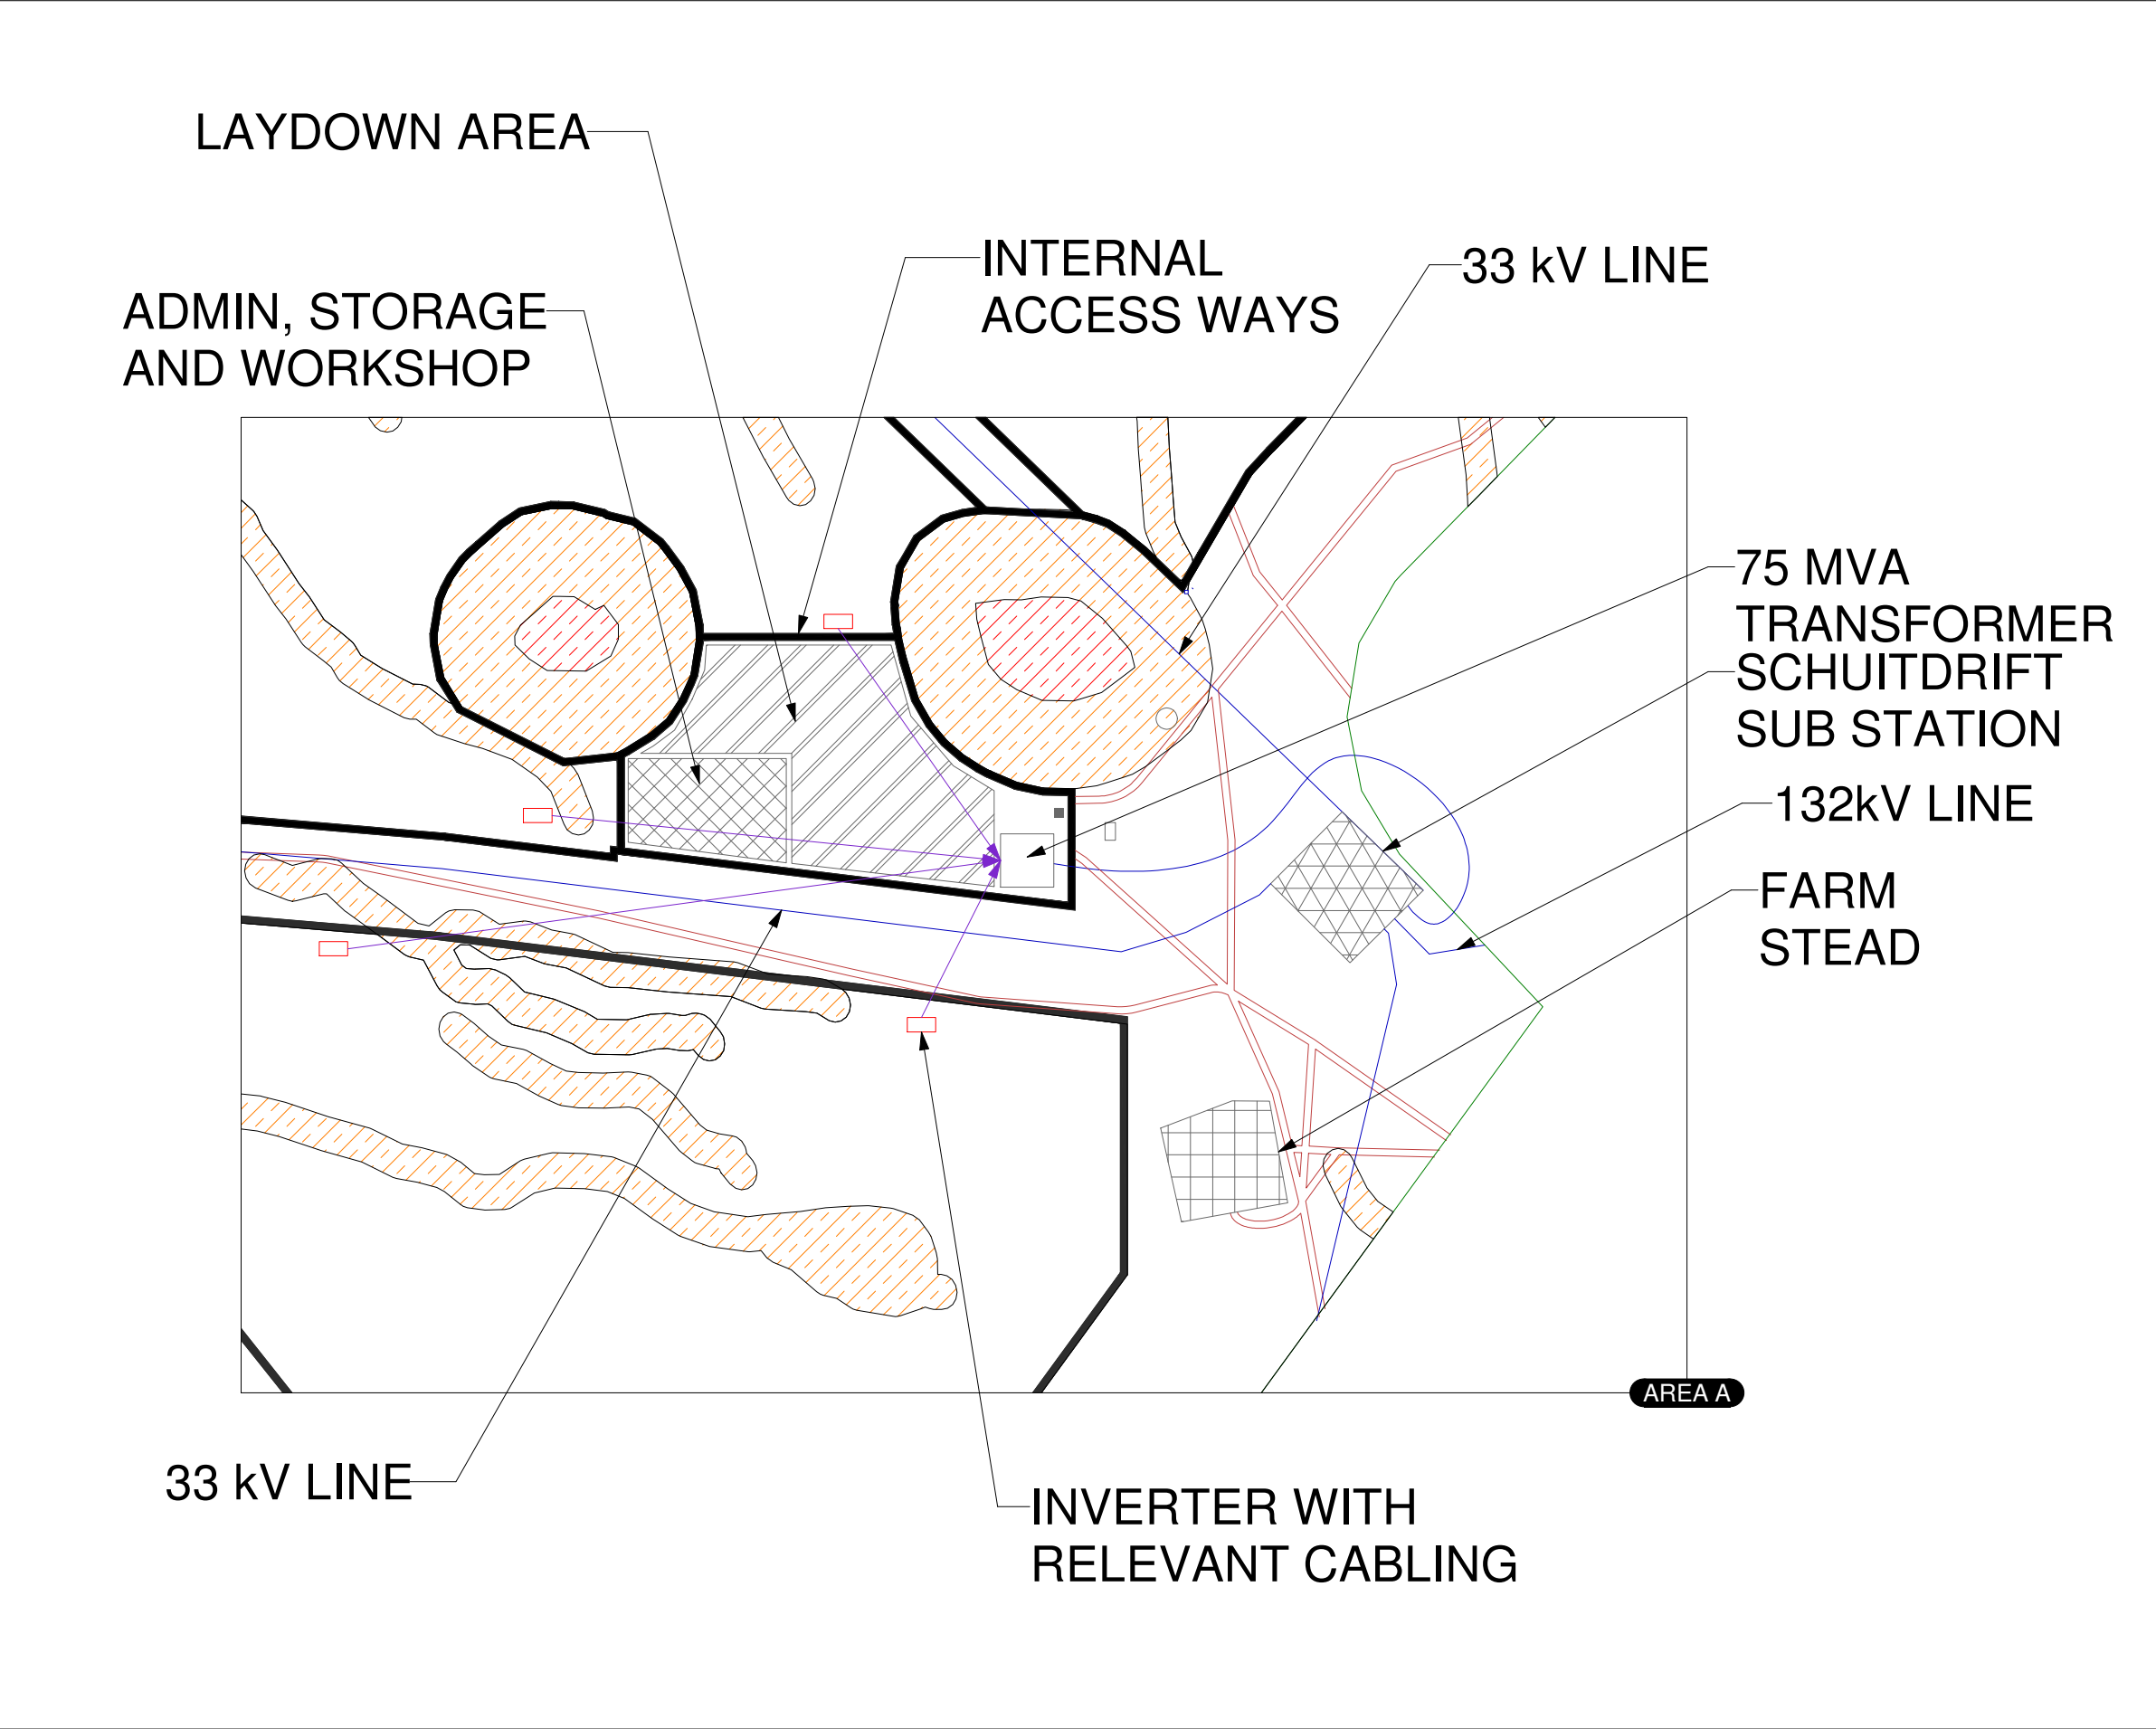 LAYDOWN AREA
INTERNAL
ACCESS WAYS
33 kV LINE
ADMIN, STORAGE
AND WORKSHOP
75 MVA
TRANSFORMER
SCHUITDRIFT
SUB STATION
132kV LINE
FARM
STEAD
AREA A
33 kV LINE
INVERTER WITH
RELEVANT CABLING